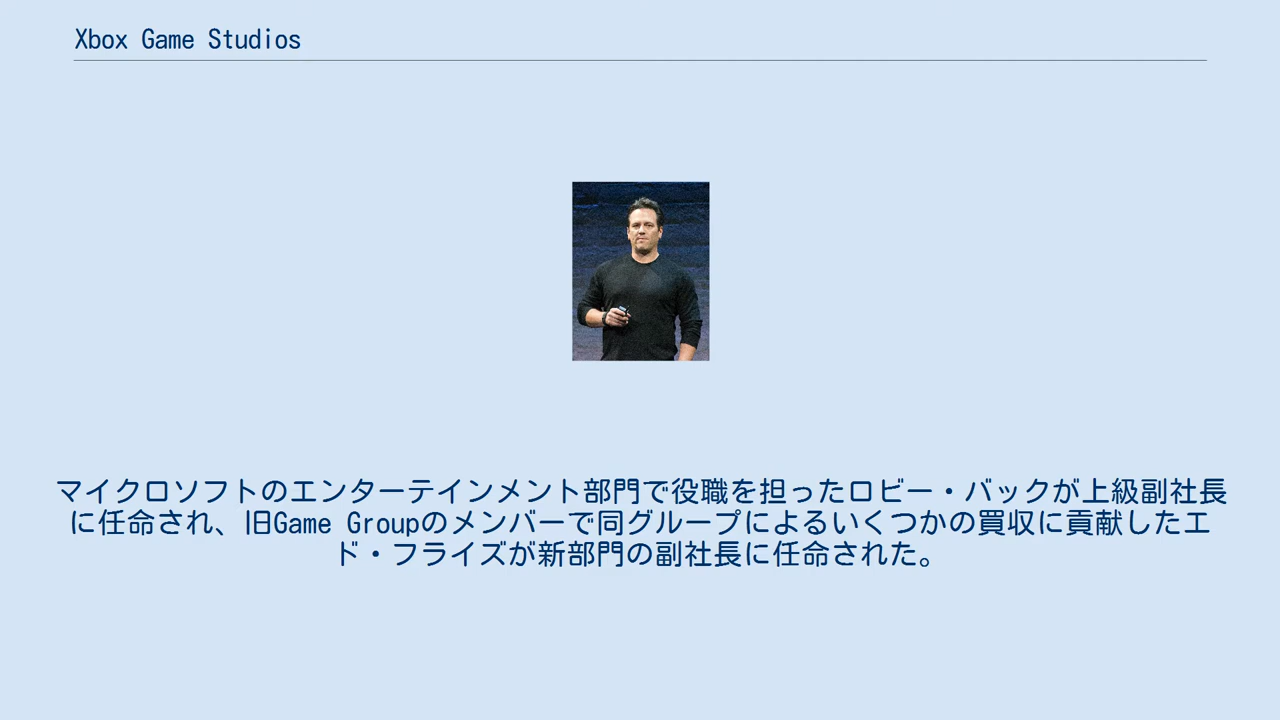 Xbox Game Studios
マイクロソフトのエンターテインメント部門で役職を担ったロビー・バックが上級副社長
に任命され、旧Game Groupのメンバーで同グループによるいくつかの買収に貢献したエ
ド・フライズが新部門の副社長に任命された。